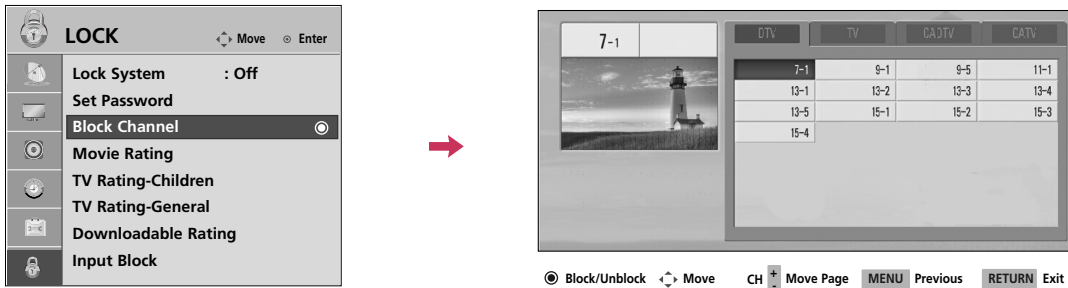 LOCK
Move Enter
Lock System : Off
Set Password
Block Channel
Movie Rating
TV Rating-Children
TV Rating-General
Downloadable Rating
Input Block
7-1
DTV TV CADTV CATV
7-1 9-1 9-5 11-1
13-1 13-2 13-3 13-4
13-5 15-1 15-2 15-3
15-4
Block/Unblock Move CH + - Move Page MENU Previous RETURN Exit